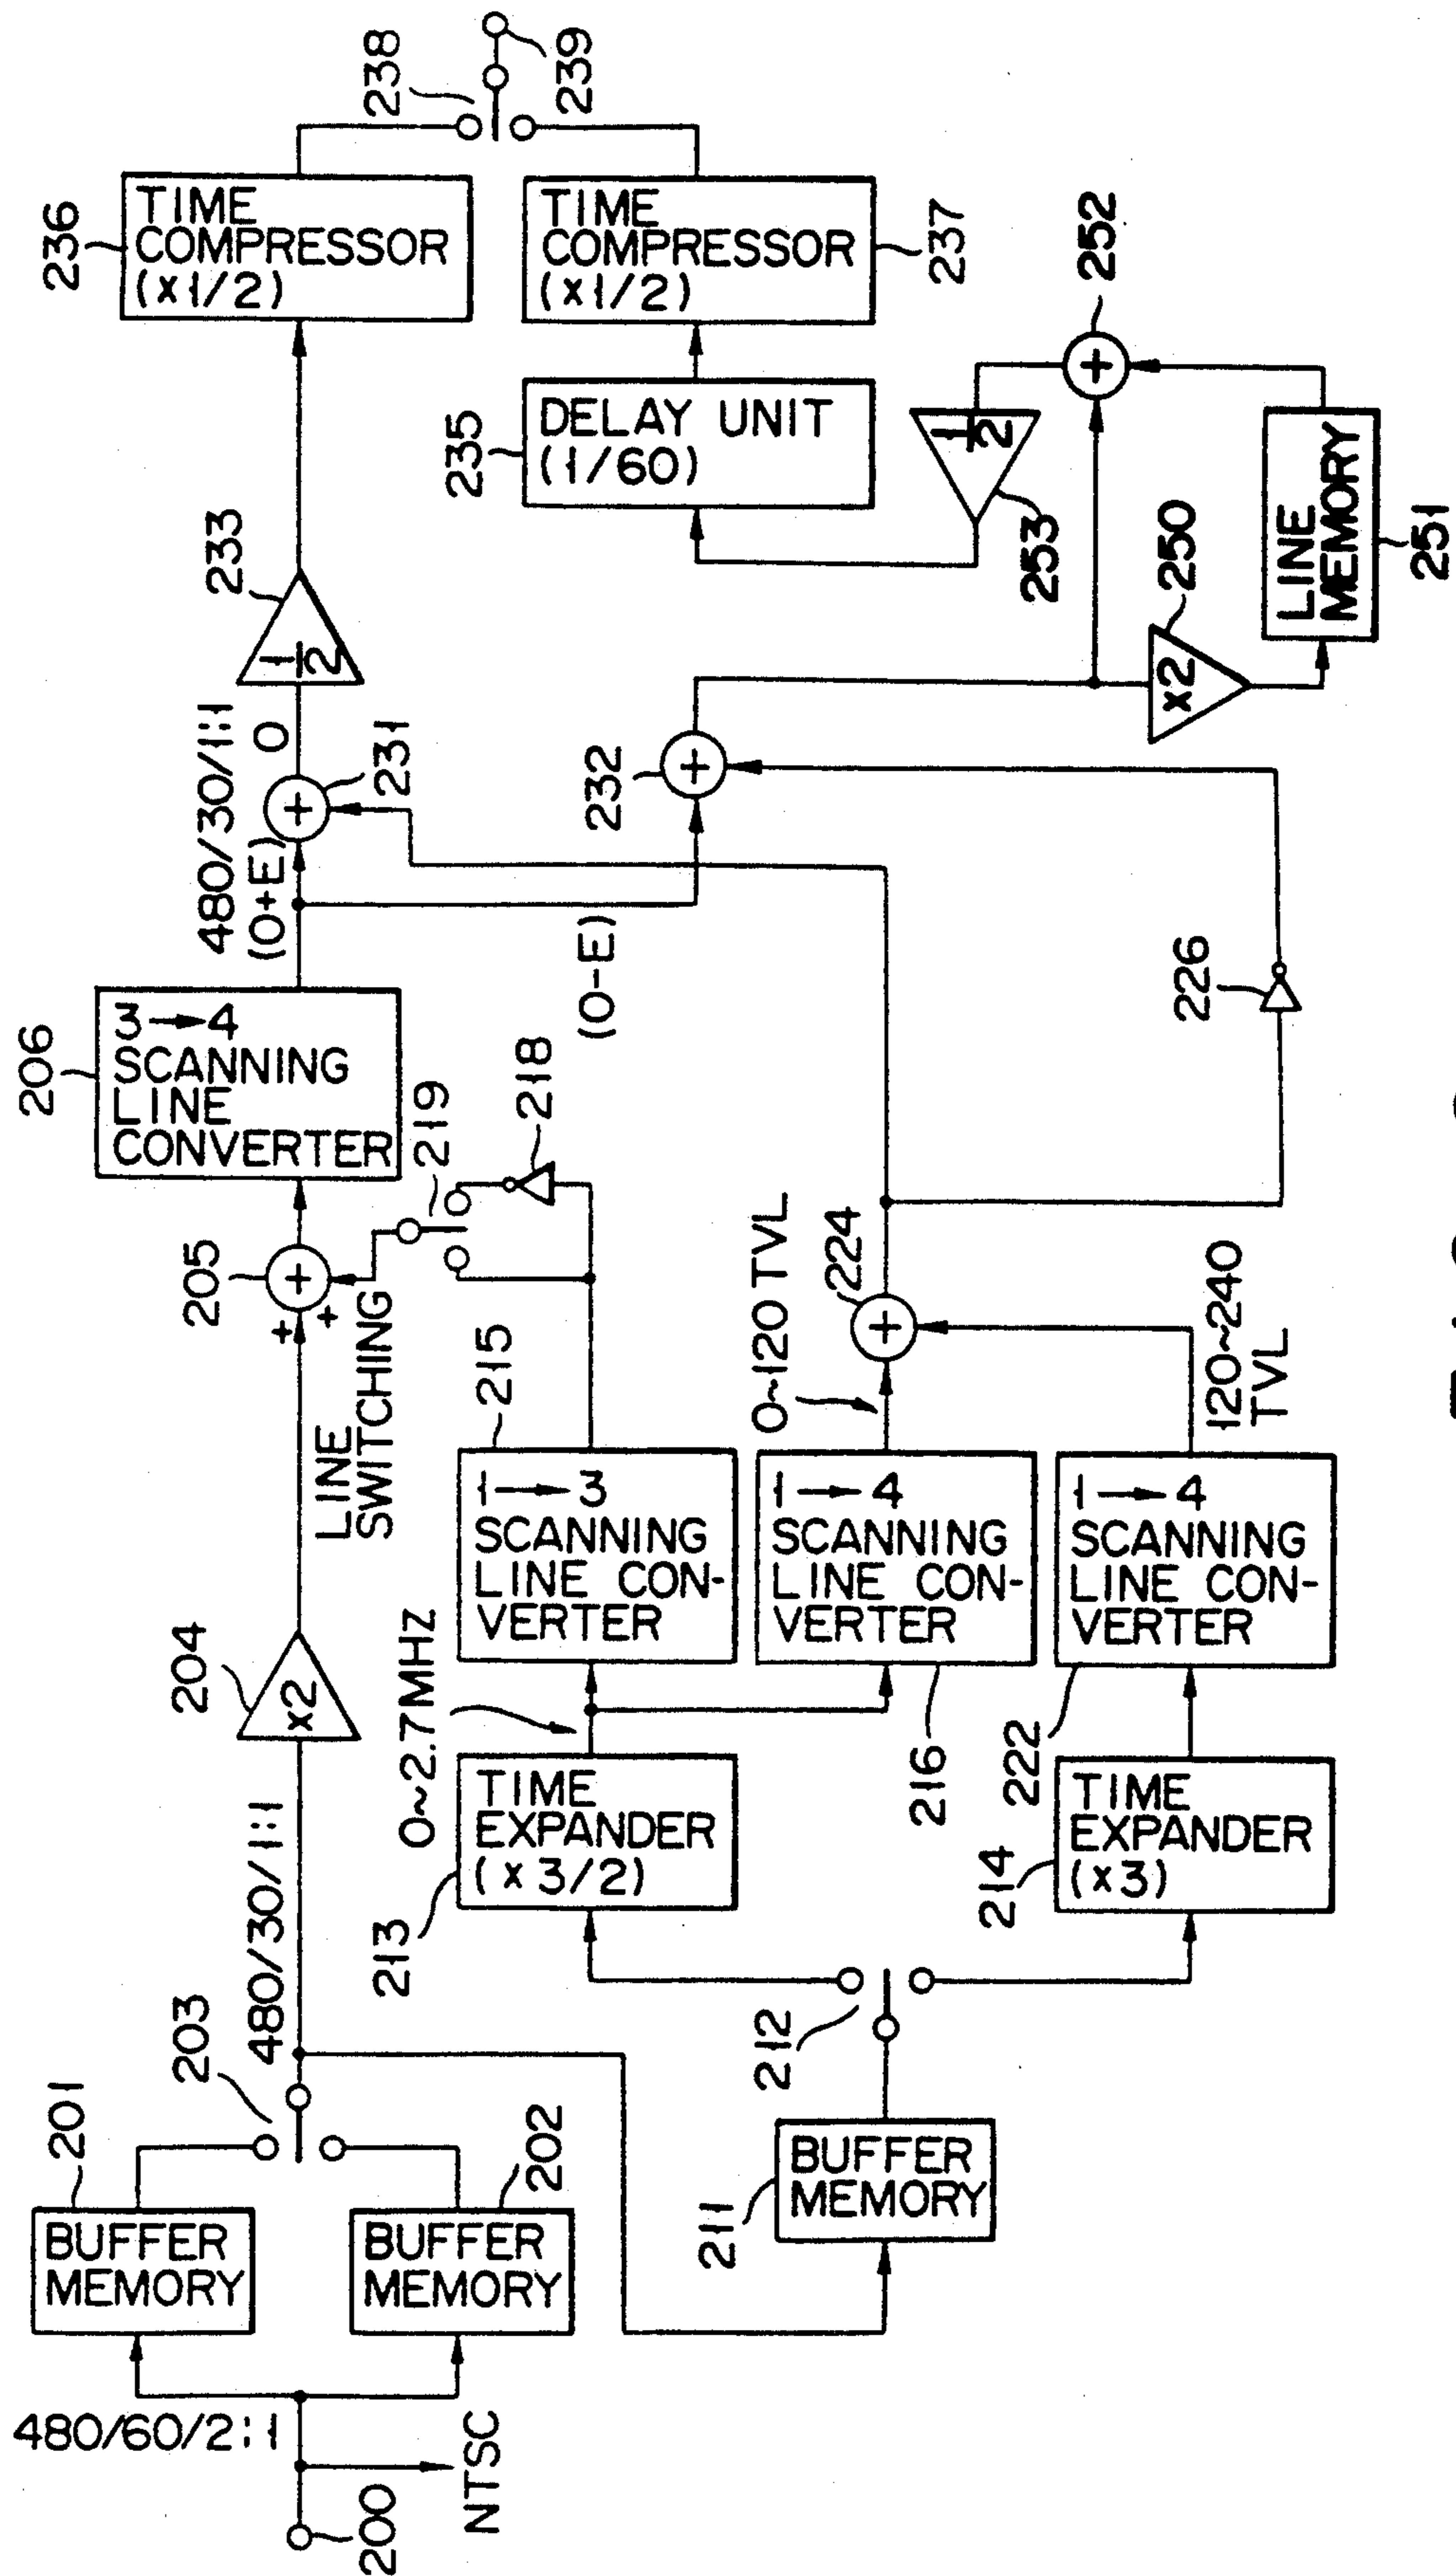 200
480/60/2:1
NTSC
201
BUFFER
MEMORY
BUFFER
MEMORY
202
203
480/30/1:1
204
x2
LINE
SWITCHING
205
+
+
+
206
3→4
SCANNING
LINE
CONVERTER
219
218
480/30/1:1
(O+E)
O
+
231
(O-E)
233
1/2
236
TIME
COMPRESSOR
(x1/2)
238
239
211
BUFFER
MEMORY
212
213
TIME
EXPANDER
(x3/2)
0~2.7MHZ
215
1→3
SCANNING
LINE CON-
VERTER
216
1→4
SCANNING
LINE CON-
VERTER
0~120 TVL
214
TIME
EXPANDER
(x3)
222
1→4
SCANNING
LINE CON-
VERTER
120~240
TVL
224
+
226
232
+
x2
250
LINE
MEMORY
251
+
252
1/2
253
235
DELAY UNIT
(1/60)
TIME
COMPRESSOR
(x1/2)
237